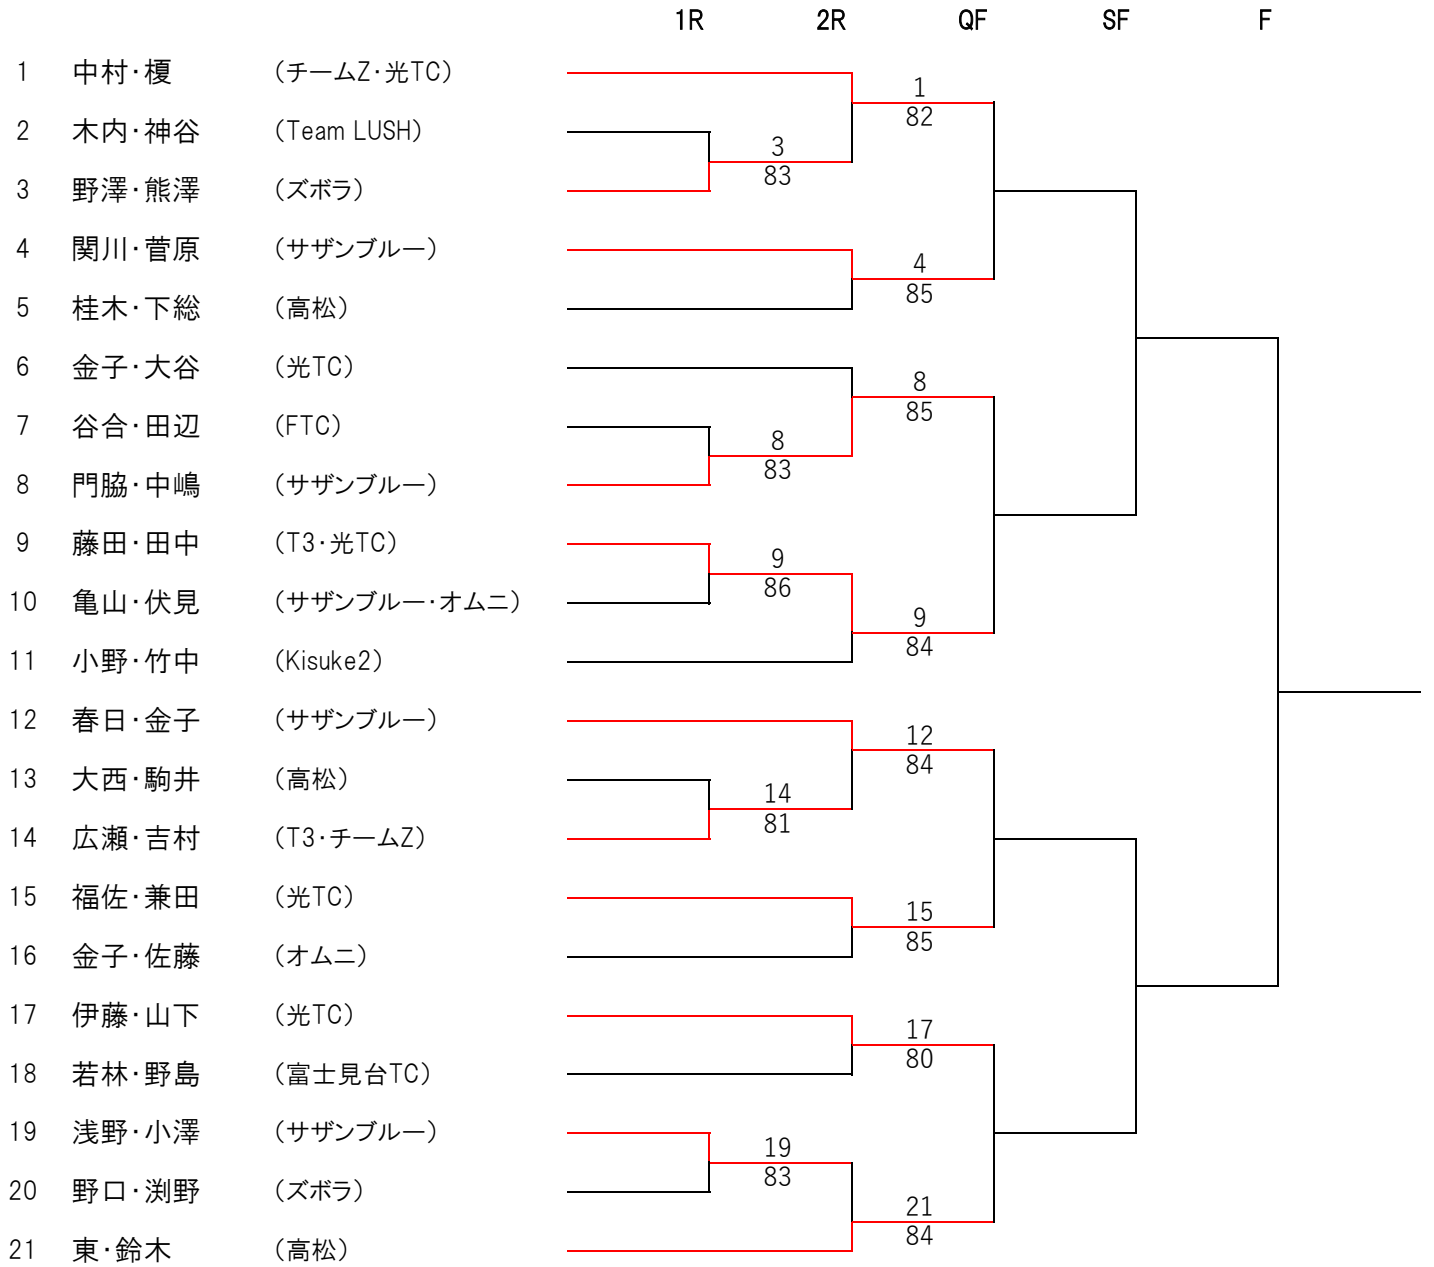 1R 2R QF SF F
1 中村・榎 （チームZ・光TC）
1
82
2 木内・神谷 （Team LUSH）
3
83
3 野澤・熊澤 （ズボラ）
4 関川・菅原 （サザンブルー）
4
85
5 桂木・下総 （高松）
6 金子・大谷 （光TC）
8
85
7 谷合・田辺 （FTC）
8
83
8 門脇・中嶋 （サザンブルー）
9 藤田・田中 （T3・光TC）
9
86
10 亀山・伏見 （サザンブルー・オムニ）
9
84
11 小野・竹中 （Kisuke2）
12 春日・金子 （サザンブルー）
12
84
13 大西・駒井 （高松）
14
81
14 広瀬・吉村 （T3・チームZ）
15 福佐・兼田 （光TC）
15
85
16 金子・佐藤 （オムニ）
17 伊藤・山下 （光TC）
17
80
18 若林・野島 （富士見台TC）
19 浅野・小澤 （サザンブルー）
19
83
20 野口・渕野 （ズボラ）
21
84
21 東・鈴木 （高松）